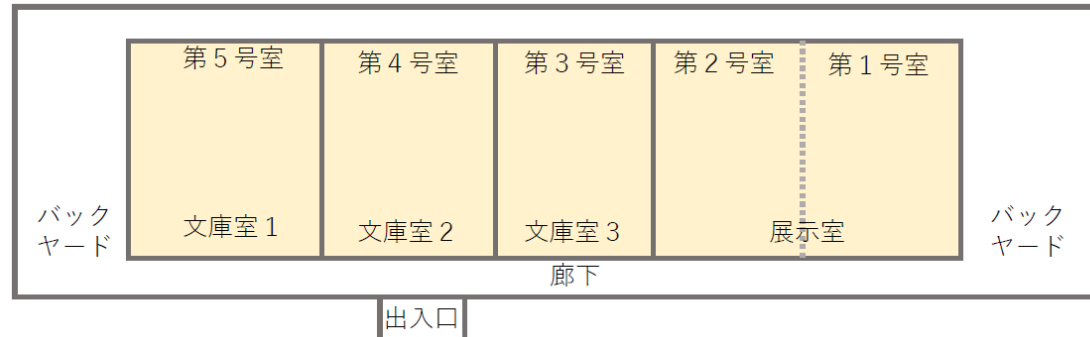 第５号室
第４号室
第３号室
第２号室
第１号室
バック
ヤード
文庫室１
文庫室２
文庫室３
展示室
バック
ヤード
廊下
出入口